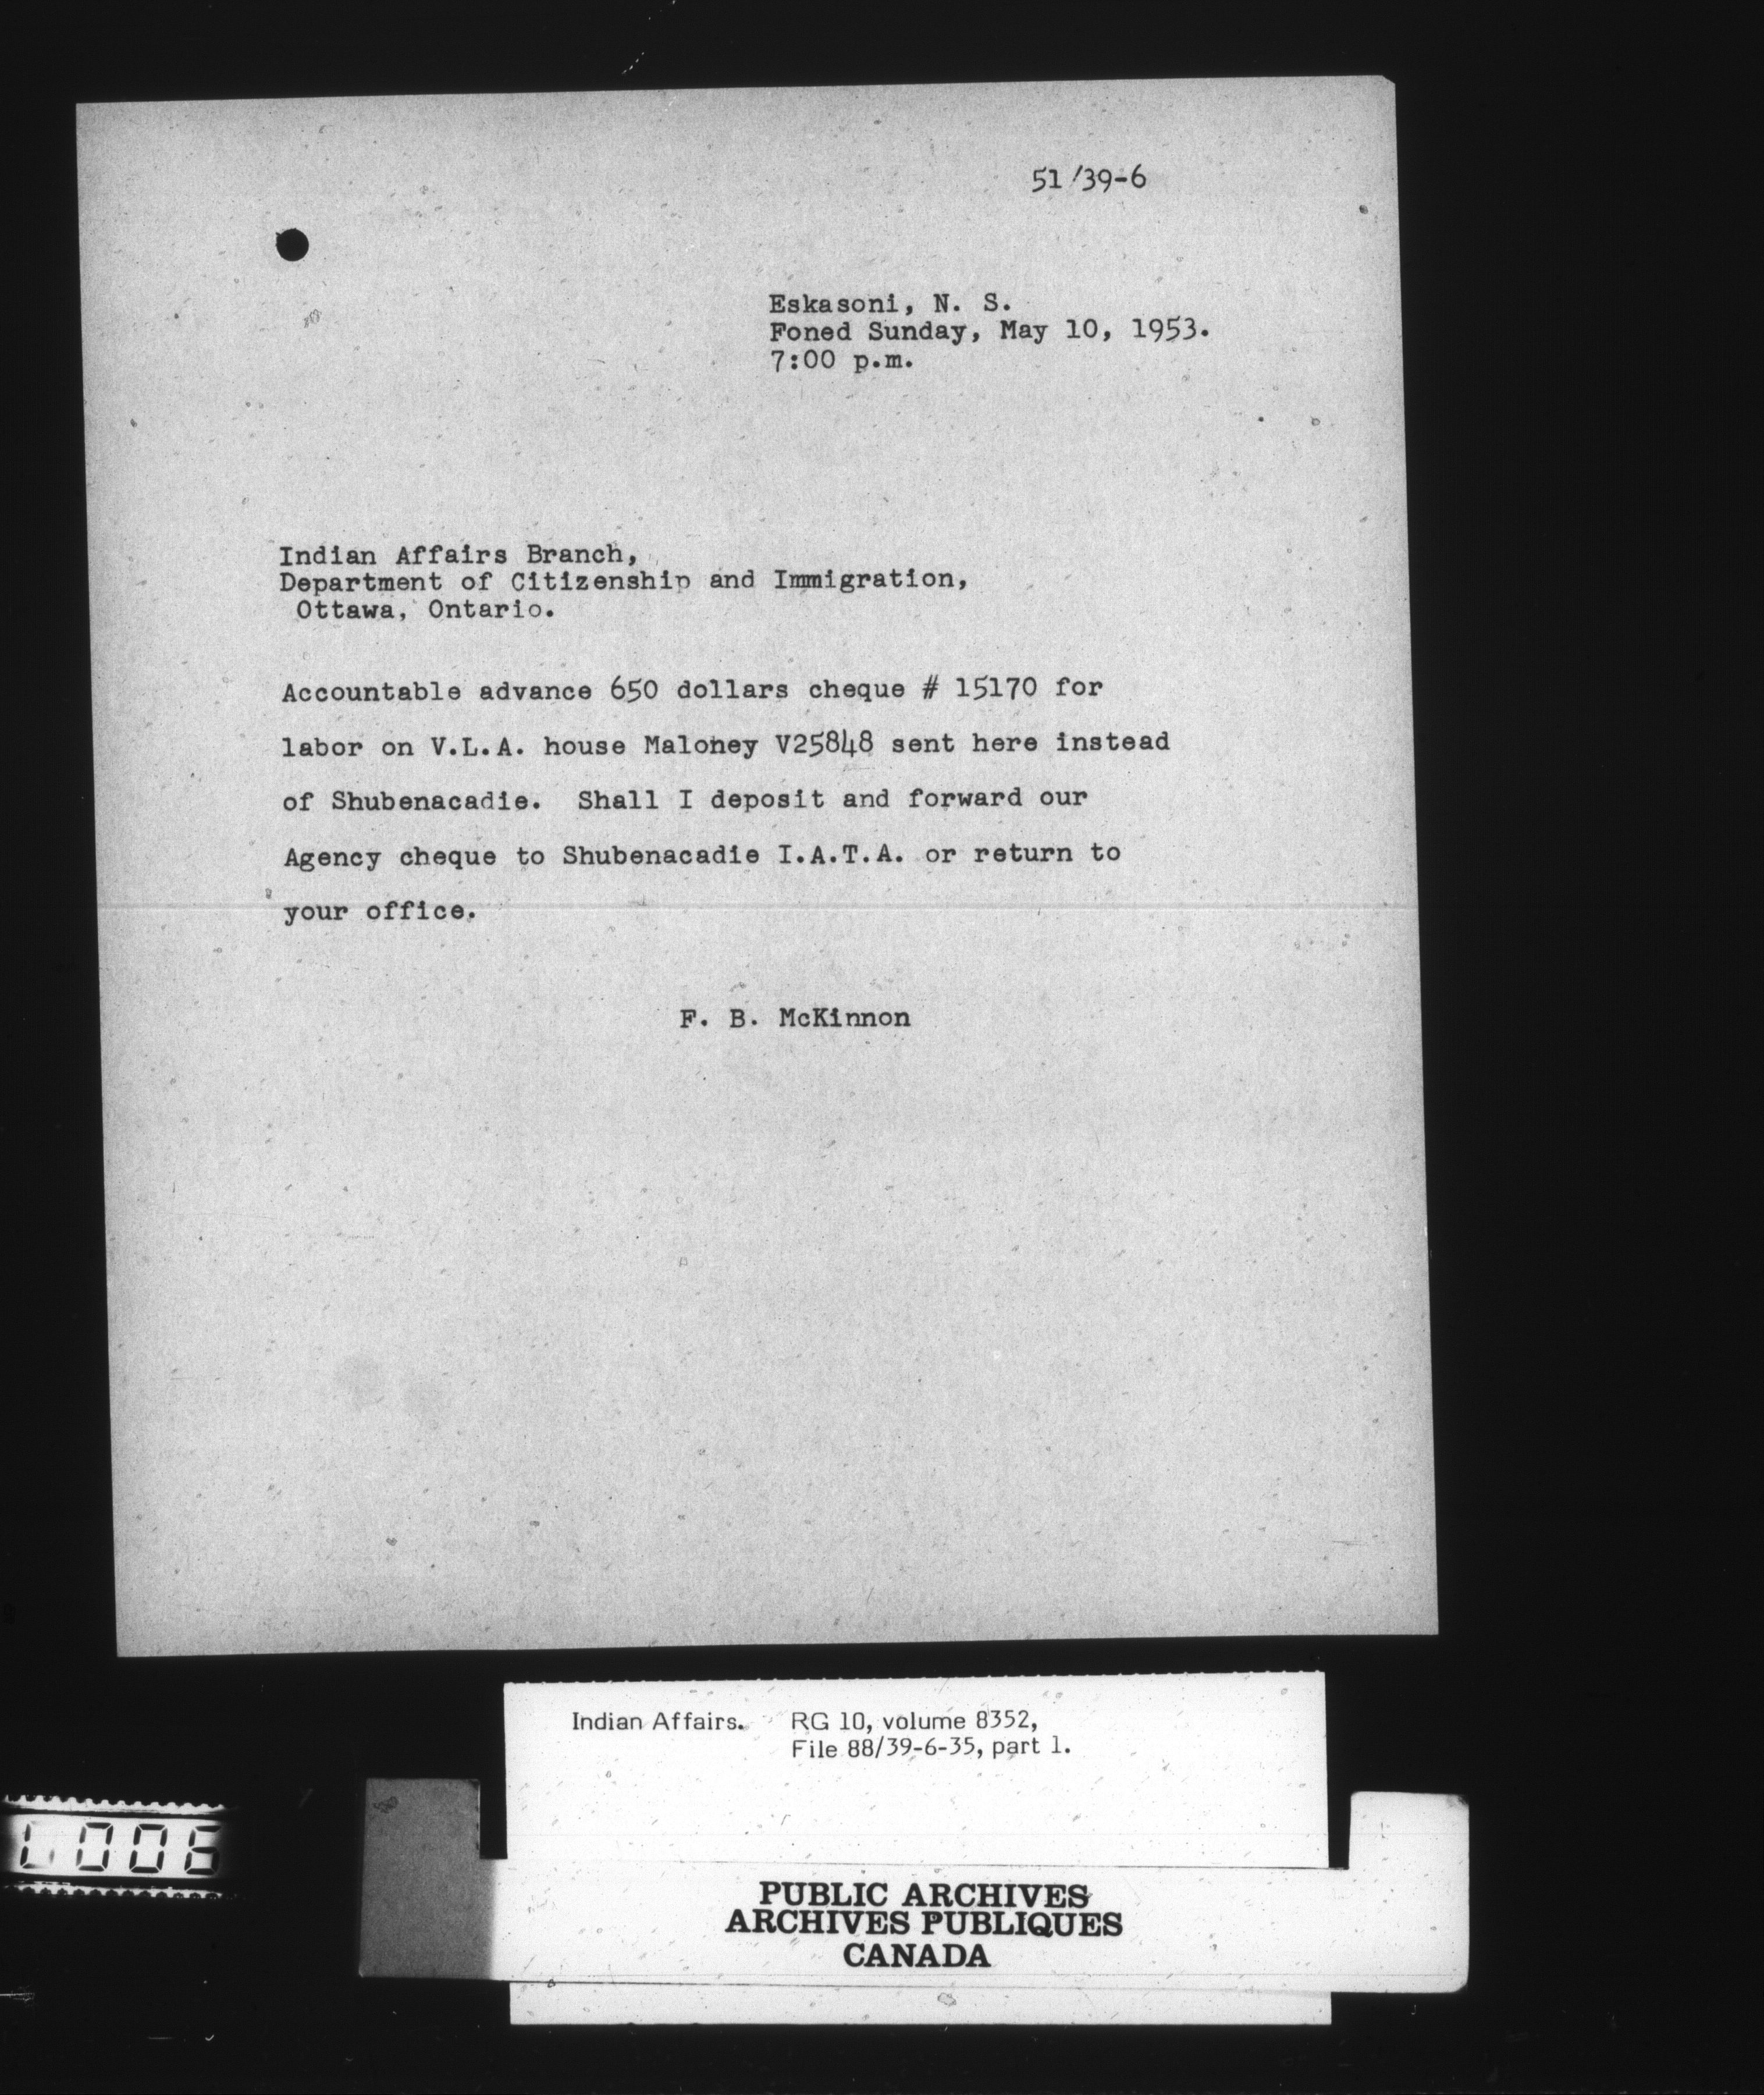 51/39-6
Eskasoni, N. S.
Foned Sunday, May 10, 1953.
7:00 p.m.
Indian Affairs Branch,
Department of Citizenship and Immigration,
Ottawa, Ontario.
Accountable advance 650 dollars cheque # 15170 for
labor on V.L.A. house Maloney V25848 sent here instead
of Shubenacadie. Shall I deposit and forward our
Agency cheque to Shubenacadie I.A.T.A. or return to
your office.
F. B. McKinnon
Indian Affairs. RG 10, volume 8352,
File 88/39-6-35, part 1.
PUBLIC ARCHIVES
ARCHIVES PUBLIQUES
CANADA